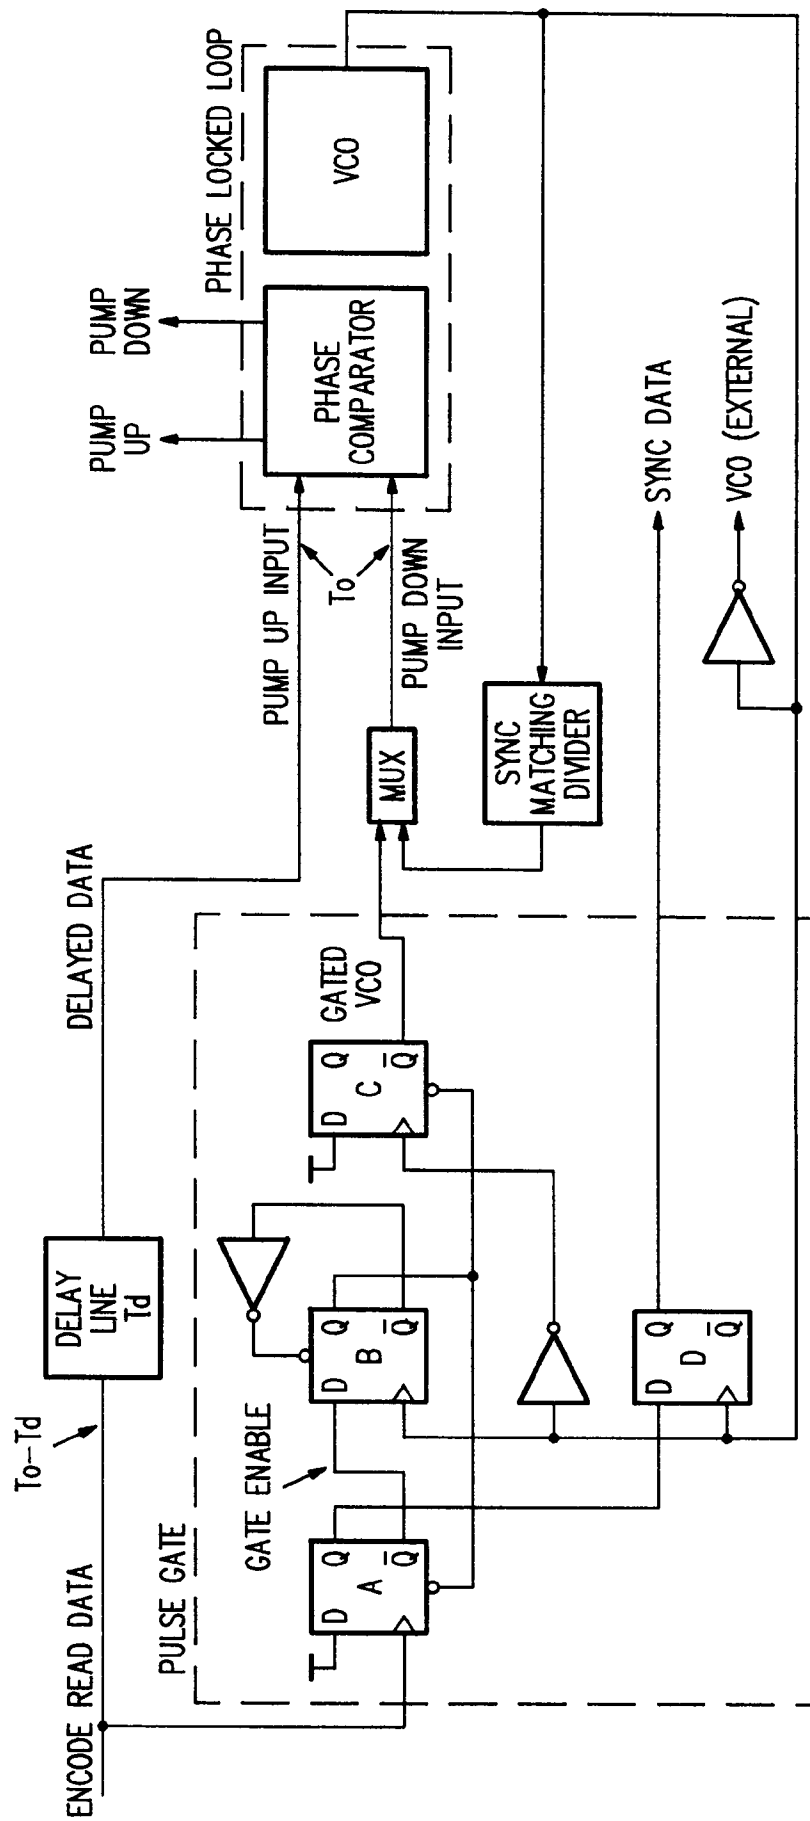 ENCODE READ DATA
To-Td
DELAY
LINE
Td
DELAYED DATA
PUMP UP INPUT
PUMP
UP
PUMP
DOWN
PHASE LOCKED LOOP
PHASE
COMPARATOR
VCO
To
PUMP DOWN
INPUT
PULSE GATE
GATE ENABLE
D
Q
A
Q̅
D
Q
B
Q̅
D
Q
C
Q̅
GATED
VCO
MUX
SYNC
MATCHING
DIVIDER
D
Q
D
Q̅
SYNC DATA
VCO (EXTERNAL)